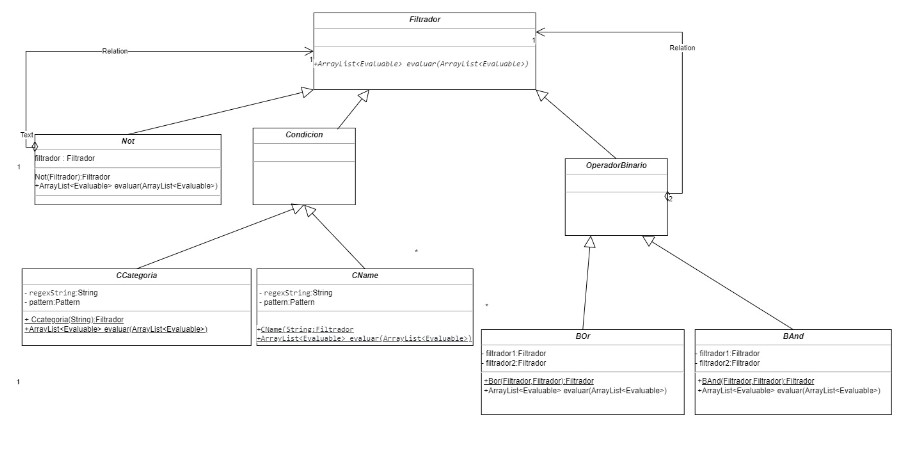 Filtrador
+ArrayList<Evaluable> evaluar(ArrayList<Evaluable>)
Relation
1
1
Relation
Text
Not
filtrador : Filtrador
Not(Filtrador):Filtrador
+ArrayList<Evaluable> evaluar(ArrayList<Evaluable>)
1
Condicion
OperadorBinario
2
*
CCategoria
- regexString:String
- pattern:Pattern
+ Ccategoria(String):Filtrador
+ArrayList<Evaluable> evaluar(ArrayList<Evaluable>)
CName
- regexString:String
- pattern:Pattern
+CName(String:Filtrador
+ArrayList<Evaluable> evaluar(ArrayList<Evaluable>)
*
BOr
- filltrador1:Filtrador
- filtrador2:Filtrador
+Bor(Filtrador,Filtrador):Filtrador
+ArrayList<Evaluable> evaluar(ArrayList<Evaluable>)
BAnd
- filtrador1:Filtrador
- filtrador2:Filtrador
+BAnd(Filtrador,Filtrador):Filtrador
+ArrayList<Evaluable> evaluar(ArrayList<Evaluable>)
1